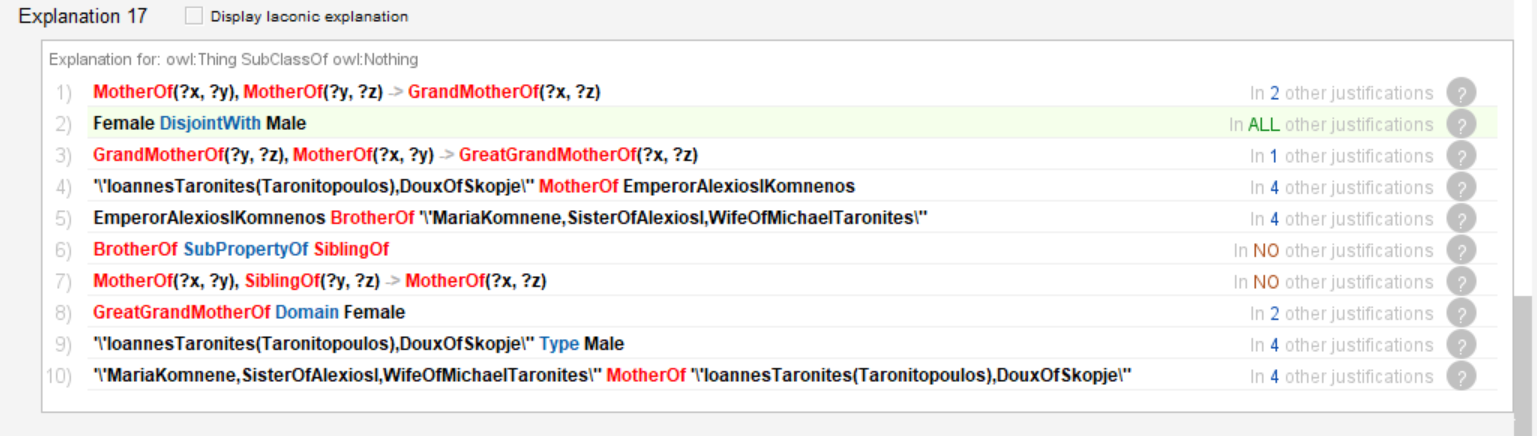 Explanation 17 Display laconic explanation
Explanation for: owl:Thing SubClassOf owl:Nothing
1) MotherOf(?x, ?y), MotherOf(?y, ?z) -> GrandMotherOf(?x, ?z) In 2 other justifications ?
2) Female DisjointWith Male In ALL other justifications ?
3) GrandMotherOf(?y, ?z), MotherOf(?x, ?y) -> GreatGrandMotherOf(?x, ?z) In 1 other justifications ?
4) '\'IoannesTaronites(Taronitopoulos),DouxOfSkopje\'' MotherOf EmperorAlexiosIKomnenos In 4 other justifications ?
5) EmperorAlexiosIKomnenos BrotherOf '\'MariaKomnene,SisterOfAlexiosI,WifeOfMichaelTaronites\'' In 4 other justifications ?
6) BrotherOf SubPropertyOf SiblingOf In NO other justifications ?
7) MotherOf(?x, ?y), SiblingOf(?y, ?z) -> MotherOf(?x, ?z) In NO other justifications ?
8) GreatGrandMotherOf Domain Female In 2 other justifications ?
9) '\'IoannesTaronites(Taronitopoulos),DouxOfSkopje\'' Type Male In 4 other justifications ?
10) '\'MariaKomnene,SisterOfAlexiosI,WifeOfMichaelTaronites\'' MotherOf '\'IoannesTaronites(Taronitopoulos),DouxOfSkopje\'' In 4 other justifications ?